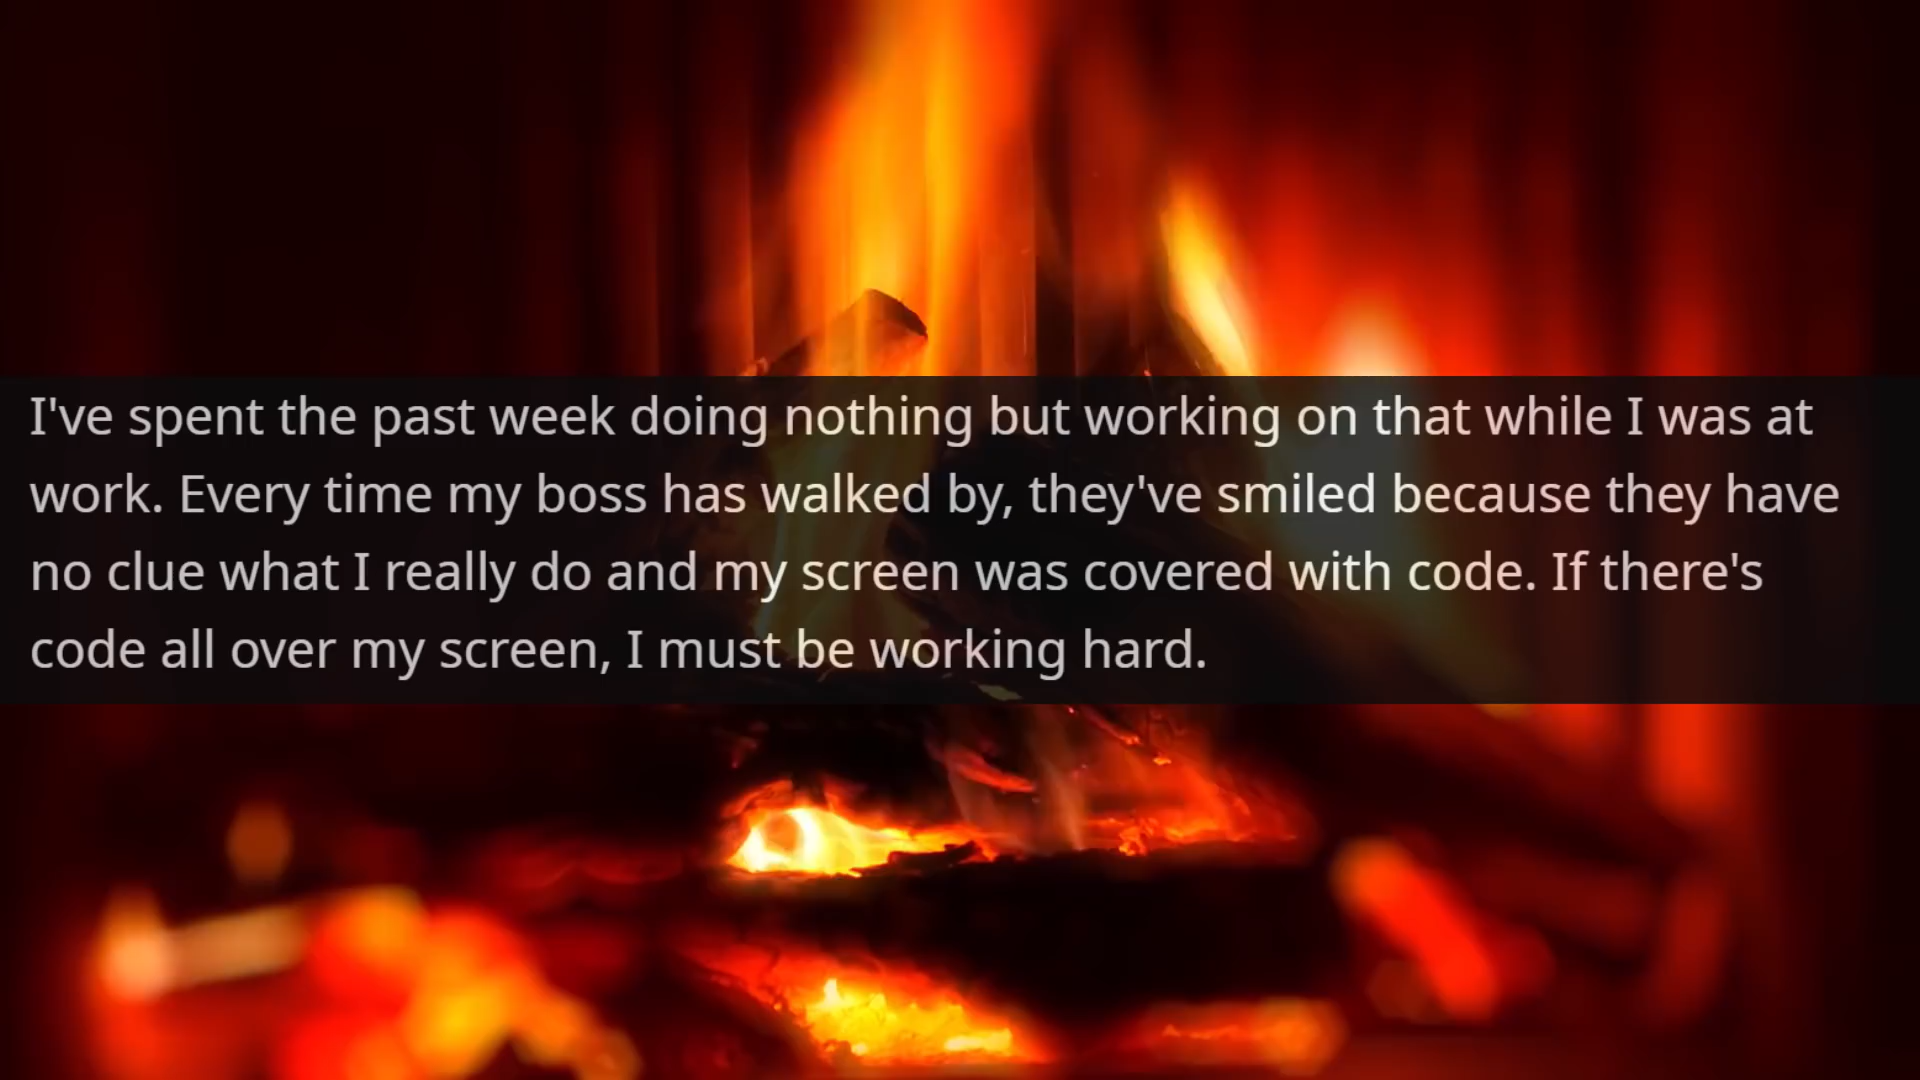 I've spent the past week doing nothing but working on that while I was at
work. Every time my boss has walked by, they've smiled because they have
no clue what I really do and my screen was covered with code. If there's
code all over my screen, I must be working hard.